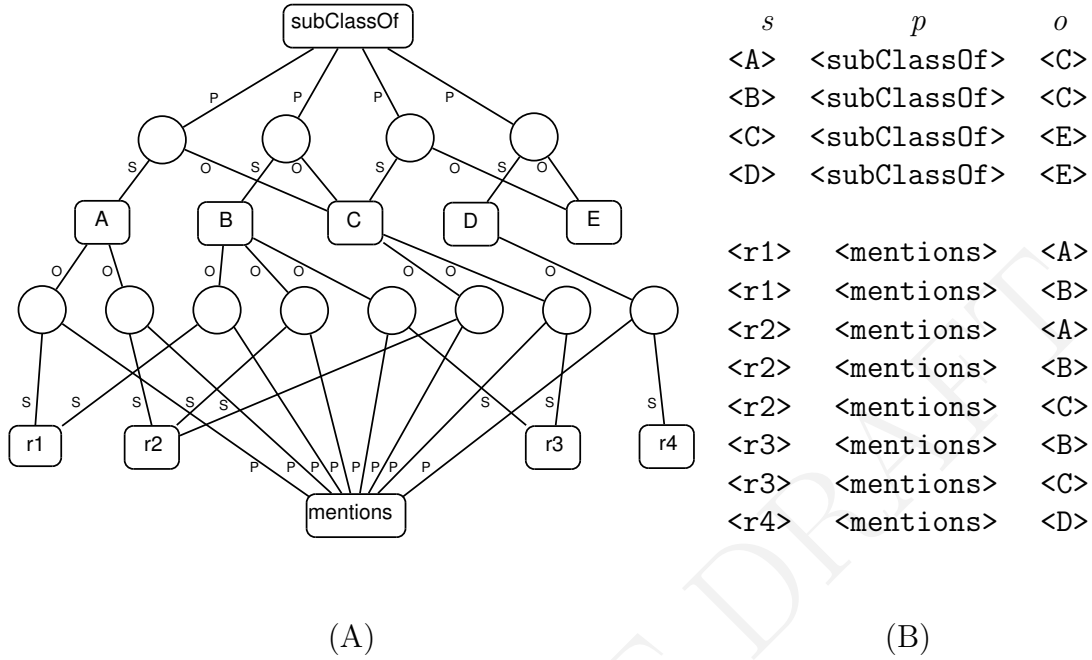 subClassOf
P P P P
S O S O S O S O
A B C D E
O O O O O O O O
S S S S S S S S
r1 r2 r3 r4
P P P P P P P P
mentions
(A)
s p o
<A> <subClassOf> <C>
<B> <subClassOf> <C>
<C> <subClassOf> <E>
<D> <subClassOf> <E>
<r1> <mentions> <A>
<r1> <mentions> <B>
<r2> <mentions> <A>
<r2> <mentions> <B>
<r2> <mentions> <C>
<r3> <mentions> <B>
<r3> <mentions> <C>
<r4> <mentions> <D>
(B)
DRAFT